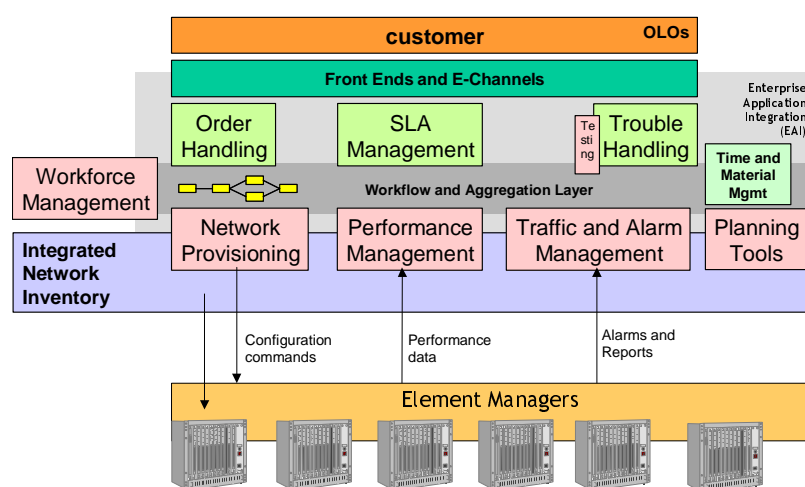 customer
OLOs
Front Ends and E-Channels
Enterprise
Application
Integration
(EAI)
Order
Handling
SLA
Management
Te
sti
ng
Trouble
Handling
Time and
Material
Mgmt
Workforce
Management
Workflow and Aggregation Layer
Network
Provisioning
Performance
Management
Traffic and Alarm
Management
Planning
Tools
Integrated
Network
Inventory
Configuration
commands
Performance
data
Alarms and
Reports
Element Managers